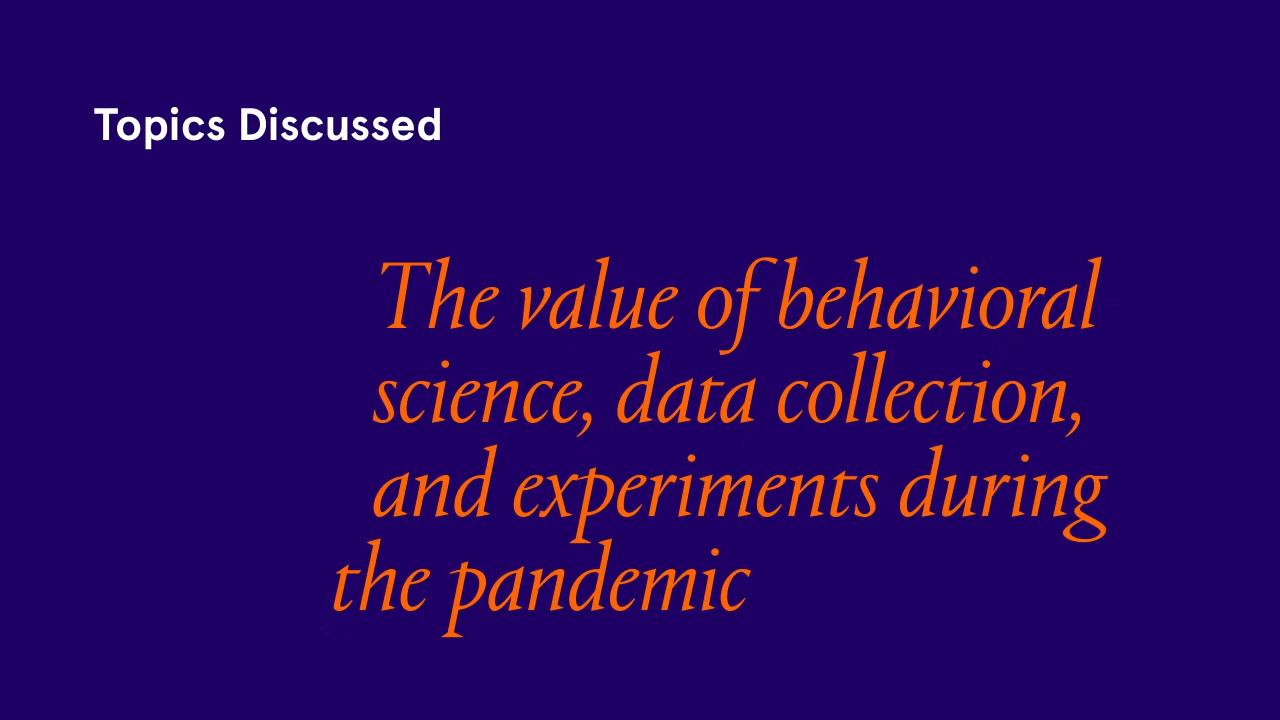 Topics Discussed
The value of behavioral
science, data collection,
and experiments during
the pandemic